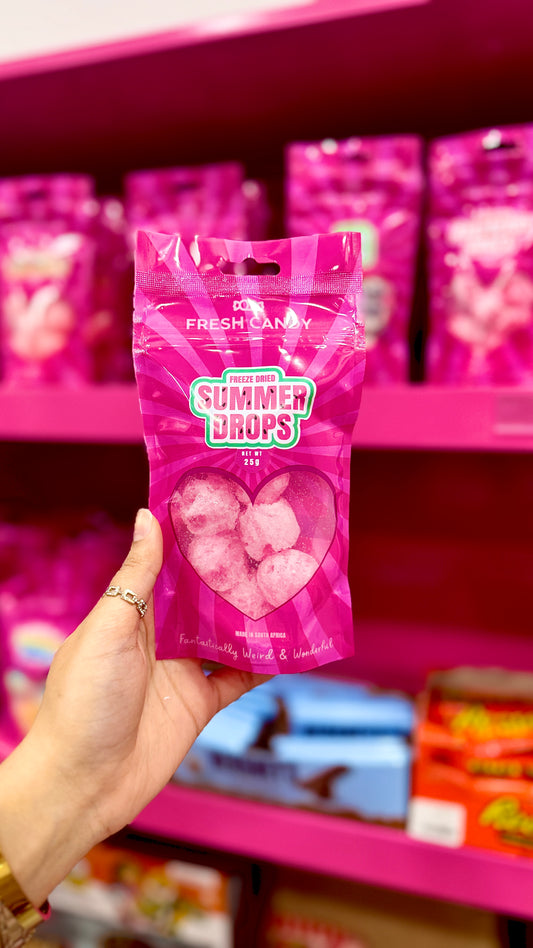 FRESH CANDY
FREEZE DRIED
SUMMER
DROPS
NET WT
25g
MADE IN SOUTH AFRICA
Fantastically Weird & Wonderful